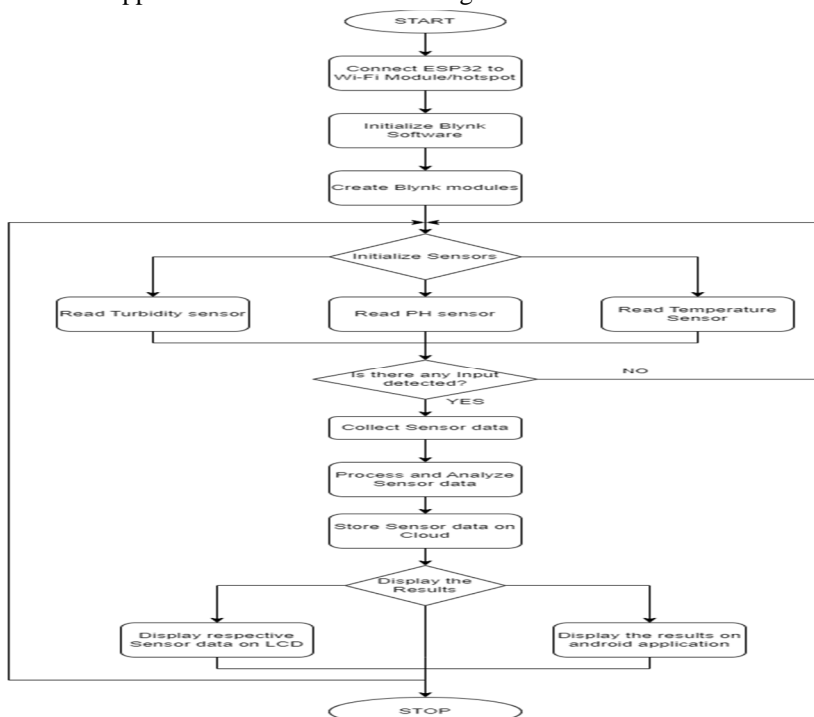 START
Connect ESP32 to
Wi-Fi Module/hotspot
Initialize Blynk
Software
Create Blynk modules
Initialize Sensors
Read Turbidity sensor
Read PH sensor
Read Temperature
Sensor
Is there any Input
detected?
NO
YES
Collect Sensor data
Process and Analyze
Sensor data
Store Sensor data on
Cloud
Display the
Results
Display respective
Sensor data on LCD
Display the results on
android application
STOP